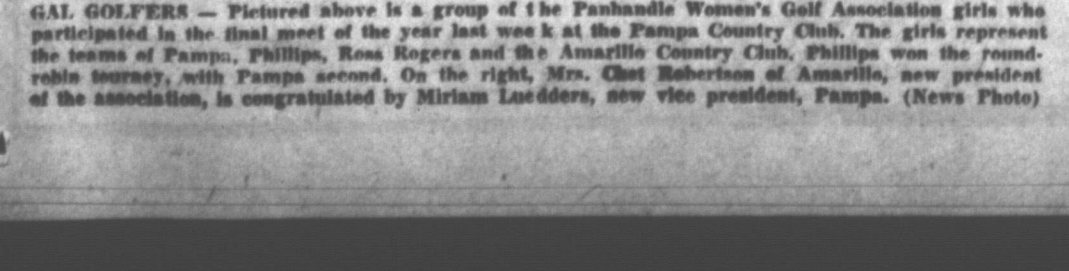 GAL GOLFERS — Pictured above is a group of the Panhandle Women's Golf Association girls who
participated in the final meet of the year last wee k at the Pampa Country Club. The girls represent
the teams of Pampa, Phillips, Ross Rogers and the Amarillo Country Club. Phillips won the round-
robin tourney, with Pampa second. On the right, Mrs. Chet Robertson of Amarillo, new president
of the association, is congratulated by Miriam Luedders, new vice president, Pampa. (News Photo)